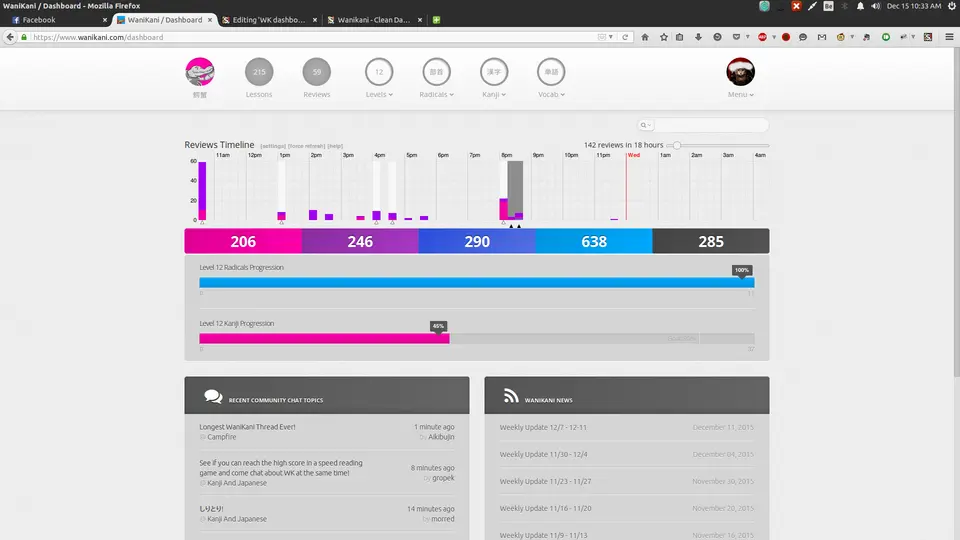 WaniKani / Dashboard - Mozilla Firefox
Be
Dec 15 10:33 AM
Facebook
WaniKani / Dashboard
Editing 'WK dashbo...
Wanikani - Clean Da...
https://www.wanikani.com/dashboard
215
59
12
部首
漢字
単語
Lessons
Reviews
Levels
Radicals
Kanji
Vocab
Menu
Reviews Timeline
[settings] [force refresh] [help]
142 reviews in 18 hours
11am 12pm 1pm 2pm 3pm 4pm 5pm 6pm 7pm 8pm 9pm 10pm 11pm Wed 1am 2am 3am 4am
60
40
20
0
206 246 290 638 285
Level 12 Radicals Progression
100%
Level 12 Kanji Progression
RECENT COMMUNITY CHAT TOPICS
Longest WaniKani Thread Ever!
1 minute ago
Campfire
by Aikibujin
See if you can reach the high score in a speed reading
game and come chat about WK at the same time!
8 minutes ago
Kanji And Japanese
by gropek
しりとり!
14 minutes ago
Kanji And Japanese
by morred
WANIKANI NEWS
Weekly Update 12/7 - 12-11
December 11, 2015
Weekly Update 11/30 - 12/4
December 04, 2015
Weekly Update 11/23 - 11/27
November 30, 2015
Weekly Update 11/16 - 11/20
November 20, 2015
Weekly Update 11/9 - 11/13
November 16, 2015